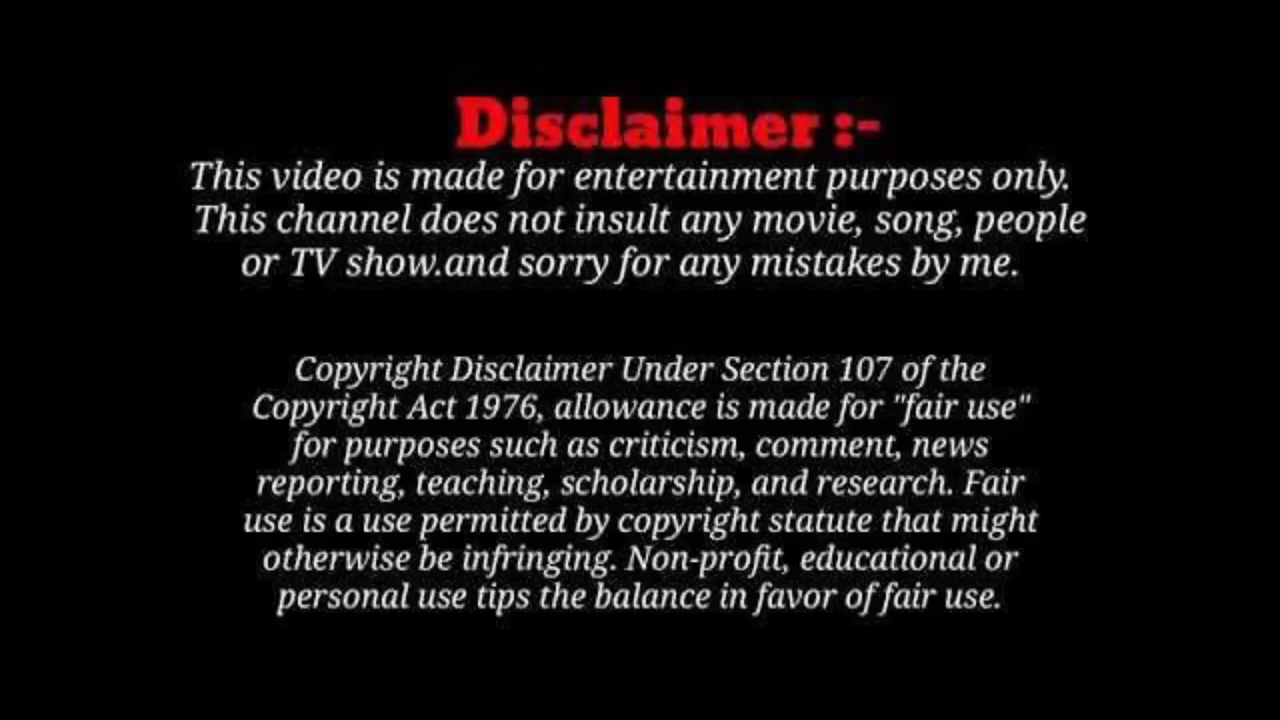 Disclaimer :-
This video is made for entertainment purposes only.
This channel does not insult any movie, song, people
or TV show.and sorry for any mistakes by me.
Copyright Disclaimer Under Section 107 of the
Copyright Act 1976, allowance is made for "fair use"
for purposes such as criticism, comment, news
reporting, teaching, scholarship, and research. Fair
use is a use permitted by copyright statute that might
otherwise be infringing. Non-profit, educational or
personal use tips the balance in favor of fair use.